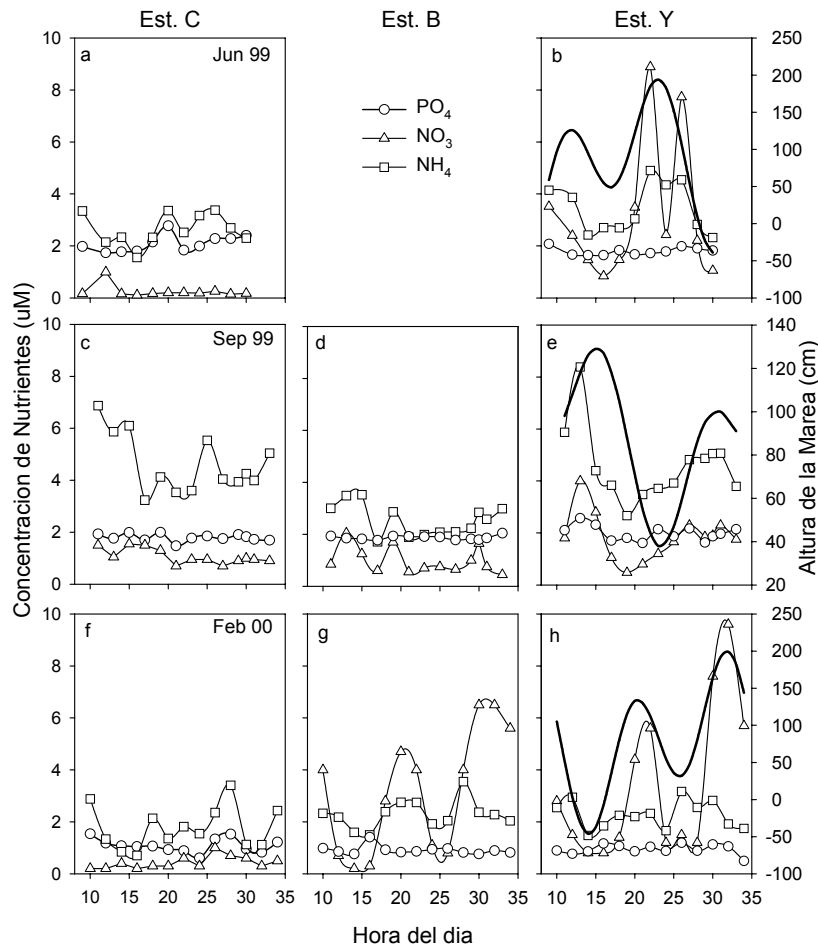 Est. C Est. B Est. Y
10 a Jun 99 b 250
8 200
6 150
4 100
2 50
0 0
-50
-100
PO4
NO3
NH4
10 c Sep 99 d e 140
8 120
6 100
4 80
2 60
0 40
20
10 f Feb 00 g h 250
8 200
6 150
4 100
2 50
0 0
-50
-100
10 15 20 25 30 35 10 15 20 25 30 35 10 15 20 25 30 35
Concentracion de Nutrientes (uM)
Altura de la Marea (cm)
Hora del dia